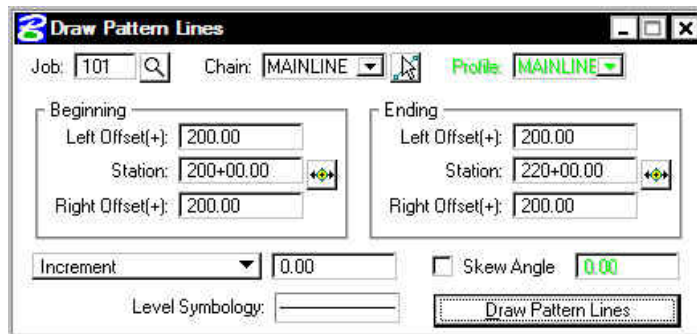 Draw Pattern Lines
Job: 101 Chain: MAINLINE Profile: MAINLINE
Beginning Ending
Left Offset(+): 200.00 Left Offset(+): 200.00
Station: 200+00.00 Station: 220+00.00
Right Offset(+): 200.00 Right Offset(+): 200.00
Increment 0.00 Skew Angle 0.00
Level Symbology: Draw Pattern Lines